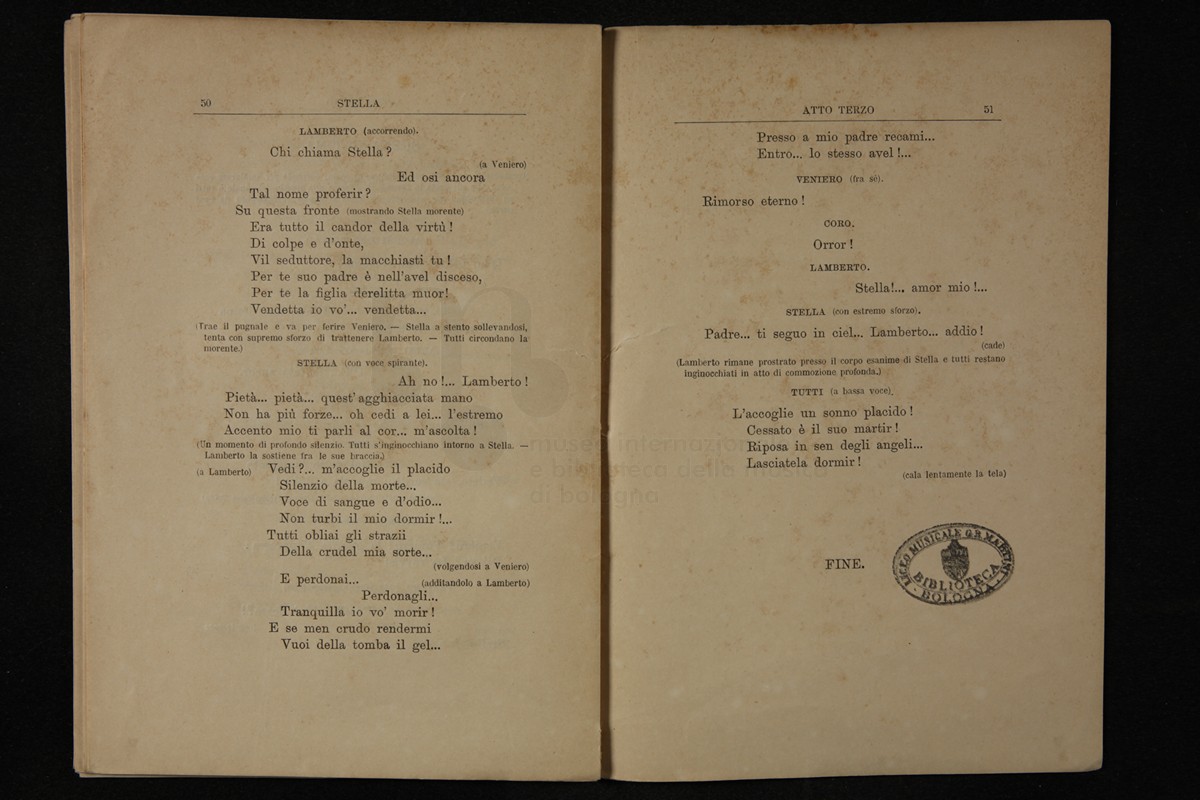 50 STELLA
LAMBERTO (accorrendo).
Chi chiama Stella?
(a Veniero)
Ed osi ancora
Tal nome proferir?
Su questa fronte (mostrando Stella morente)
Era tutto il candor della virtù!
Di colpe e d'onte,
Vil seduttore, la macchiasti tu!
Per te suo padre è nell'avel disceso,
Per te la figlia derelitta muor!
Vendetta io vo'... vendetta...
(Trae il pugnale e va per ferire Veniero. — Stella a stento sollevandosi,
tenta con supremo sforzo di trattenere Lamberto. — Tutti circondano la
morente.)
STELLA (con voce spirante).
Ah no!... Lamberto!
Pietà... pietà... quest' agghiacciata mano
Non ha più forze... oh cedi a lei... l'estremo
Accento mio ti parli al cor... m'ascolta!
(Un momento di profondo silenzio. Tutti s'inginocchiano intorno a Stella. —
Lamberto la sostiene fra le sue braccia.)
(a Lamberto) Vedi?... m'accoglie il placido
Silenzio della morte...
Voce di sangue e d'odio...
Non turbi il mio dormir!...
Tutti obliai gli strazii
Della crudel mia sorte...
(volgendosi a Veniero)
E perdonai... (additandolo a Lamberto)
Perdonagli...
Tranquilla io vo' morir!
E se men crudo rendermi
Vuoi della tomba il gel...
ATTO TERZO 51
Presso a mio padre recami...
Entro... lo stesso avel!...
VENIERO (fra sè).
Rimorso eterno!
CORO.
Orror!
LAMBERTO.
Stella!... amor mio!...
STELLA (con estremo sforzo).
Padre... ti seguo in ciel... Lamberto... addio!
(cade)
(Lamberto rimane prostrato presso il corpo esanime di Stella e tutti restano
inginocchiati in atto di commozione profonda.)
TUTTI (a bassa voce).
L'accoglie un sonno placido!
Cessato è il suo martir!
Riposa in sen degli angeli...
Lasciatela dormir!
(cala lentamente la tela)
FINE.
LICEO MUSICALE G.B. MARTINI
BIBLIOTECA
BOLOGNA
museo internazionale
e biblioteca della musica
di bologna